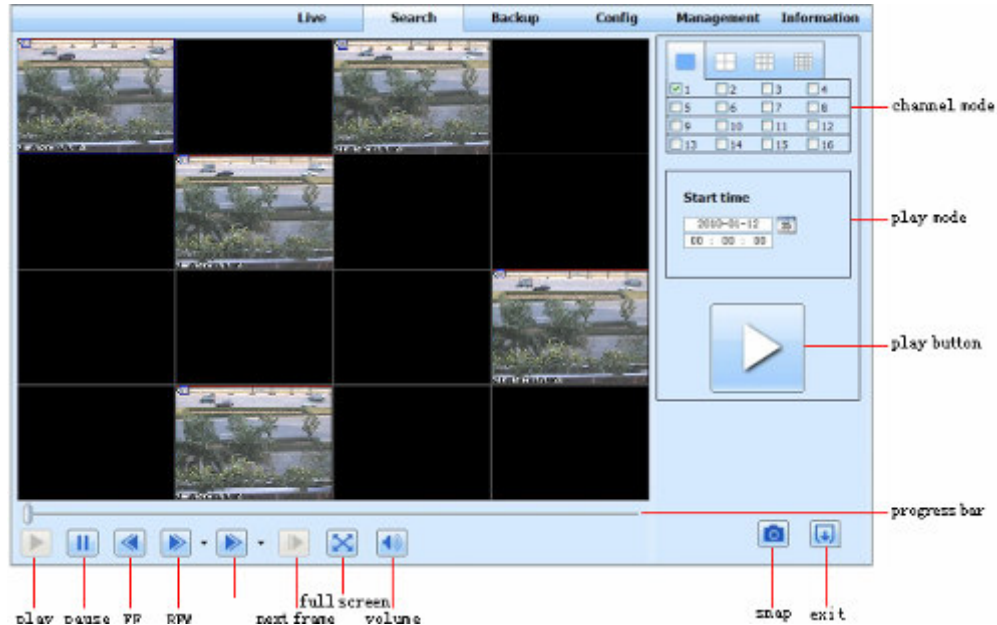 Live Search Backup Config Management Information
1 2 3 4
5 6 7 8
9 10 11 12
13 14 15 16
channel mode
Start time
2010-01-12
00 : 00 : 00
play mode
play button
progress bar
full screen
play pause FF RFW next frame volume
snap exit